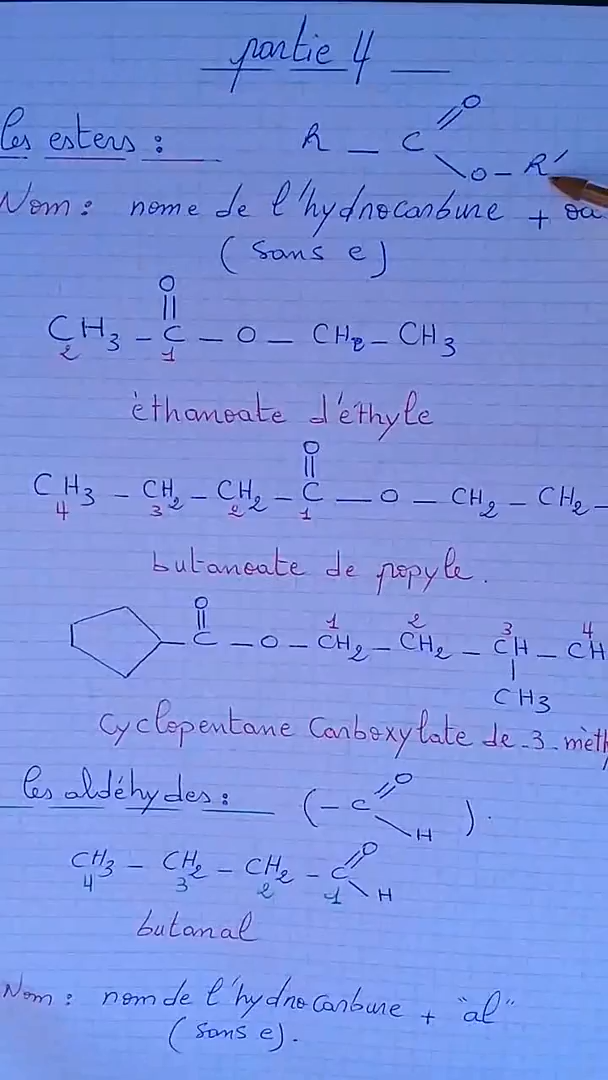 partie 4
les esters : R - C = O
\ O - R'
Nom : nome de l'hydrocarbure + oa
(sans e)
O
||
CH3 - C - O - CH2 - CH3
2 1
éthanoate d'éthyle
O
||
CH3 - CH2 - CH2 - C - O - CH2 - CH2 -
4 3 2 1
butanoate de popyle.
O 1 2 3 4
|| 
C - O - CH2 - CH2 - CH - CH
|
CH3
Cyclopentane Carboxylate de-3-méth
les aldéhydes : (- C = O
\ H ).
CH3 - CH2 - CH2 - C = O
\ H
4 3 2 1
butanal
Nom : nom de l'hydrocarbure + "al"
(sans e).